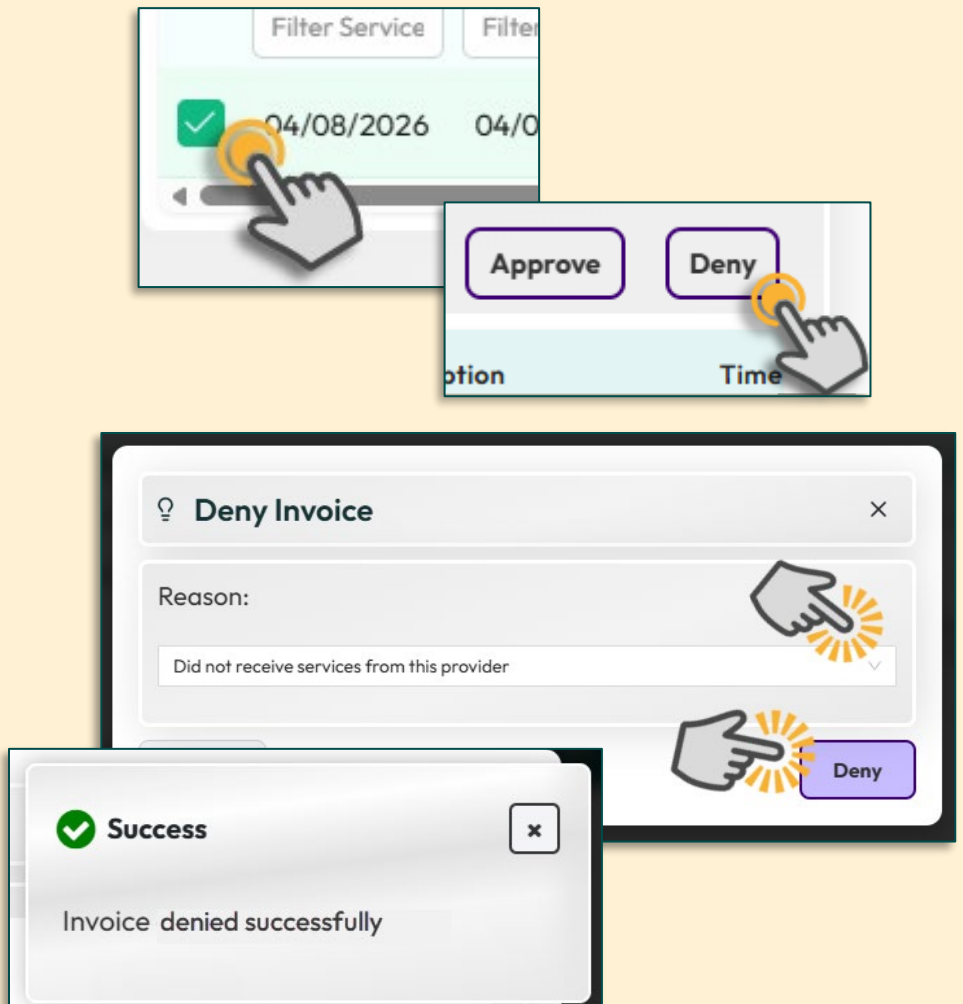 Filter Service Filter
04/08/2026 04/0
Approve Deny
ption Time
Deny Invoice
Reason:
Did not receive services from this provider
Deny
Success
Invoice denied successfully